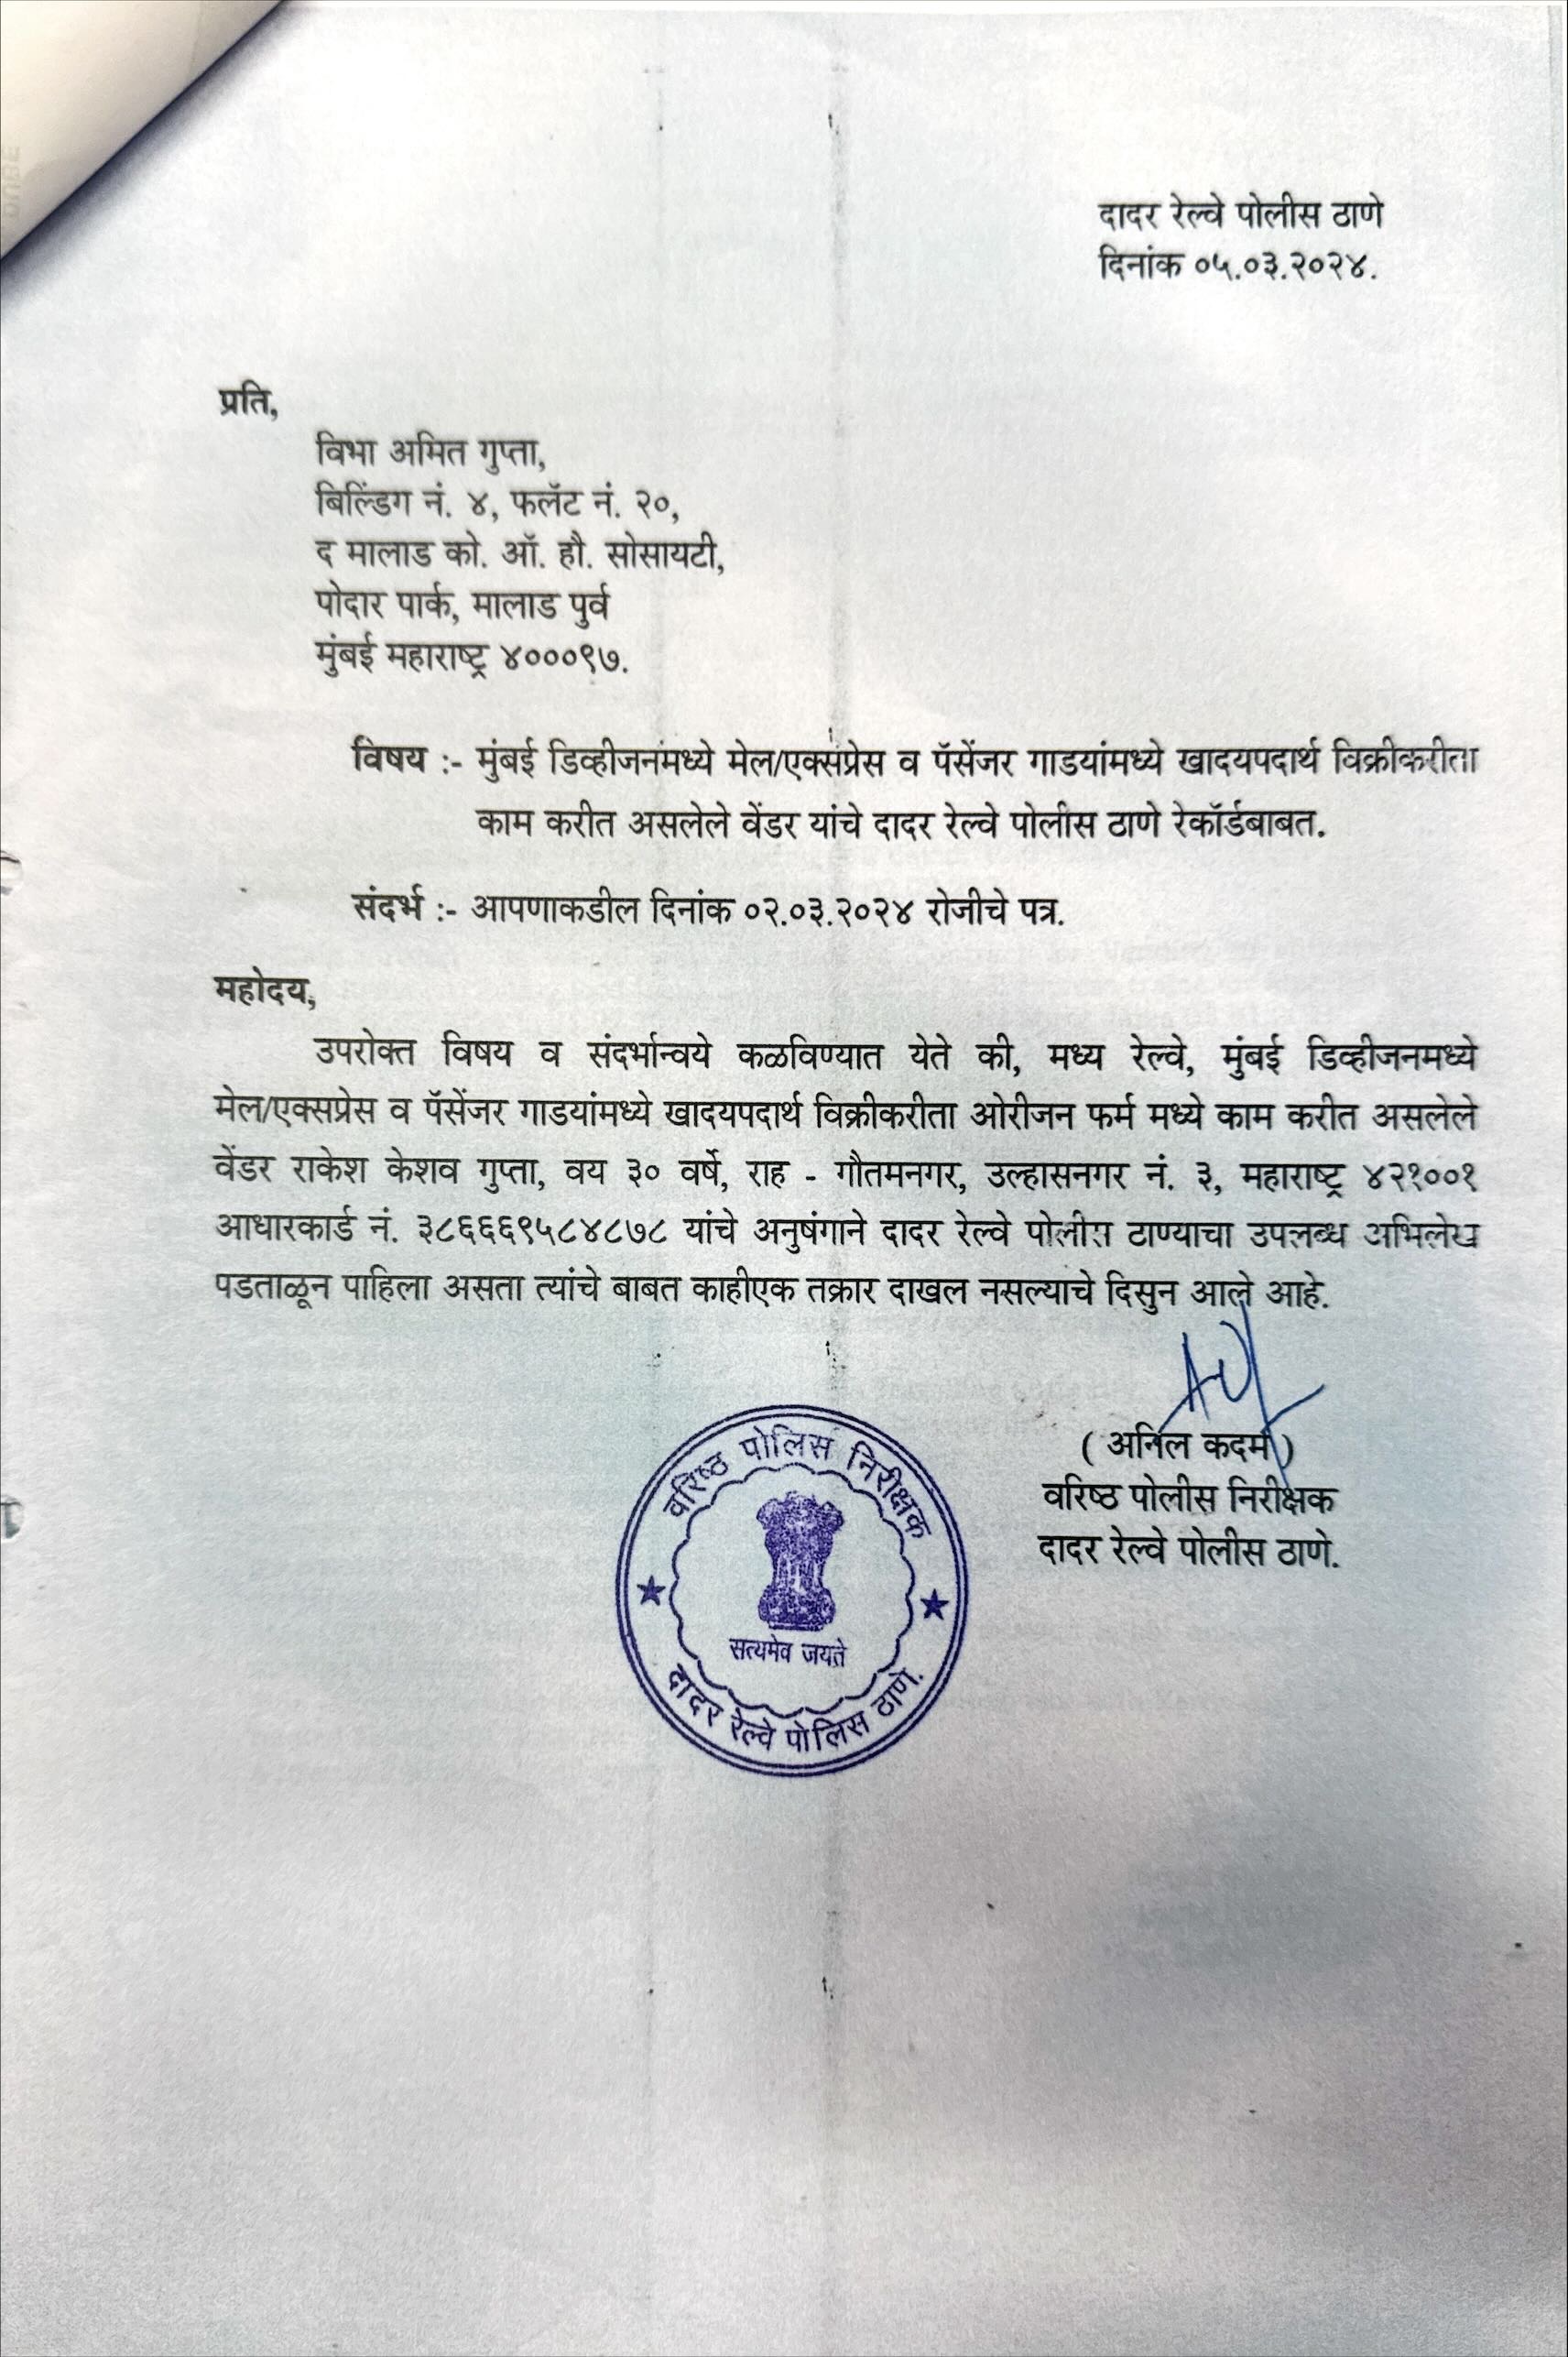 दादर रेल्वे पोलीस ठाणे
दिनांक ०५.०३.२०२४.
प्रति,
विभा अमित गुप्ता,
बिल्डिंग नं. ४, फलॅट नं. २०,
द मालाड को. ऑ. हौ. सोसायटी,
पोदार पार्क, मालाड पुर्व
मुंबई महाराष्ट्र ४०००९७.
विषय :- मुंबई डिव्हीजनमध्ये मेल/एक्सप्रेस व पॅसेंजर गाडयांमध्ये खादयपदार्थ विक्रीकरीता
काम करीत असलेले वेंडर यांचे दादर रेल्वे पोलीस ठाणे रेकॉर्डबाबत.
संदर्भ :- आपणाकडील दिनांक ०२.०३.२०२४ रोजीचे पत्र.
महोदय,
उपरोक्त विषय व संदर्भान्वये कळविण्यात येते की, मध्य रेल्वे, मुंबई डिव्हीजनमध्ये
मेल/एक्सप्रेस व पॅसेंजर गाडयांमध्ये खादयपदार्थ विक्रीकरीता ओरीजन फर्म मध्ये काम करीत असलेले
वेंडर राकेश केशव गुप्ता, वय ३० वर्षे, राह - गौतमनगर, उल्हासनगर नं. ३, महाराष्ट्र ४२१००१
आधारकार्ड नं. ३८६६६९५८४८७८ यांचे अनुषंगाने दादर रेल्वे पोलीस ठाण्याचा उपलब्ध अभिलेख
पडताळून पाहिला असता त्यांचे बाबत काहीएक तक्रार दाखल नसल्याचे दिसुन आले आहे.
( अनिल कदम )
वरिष्ठ पोलीस निरीक्षक
दादर रेल्वे पोलीस ठाणे.
वरिष्ठ पोलिस निरीक्षक
सत्यमेव जयते
दादर रेल्वे पोलिस ठाणे.